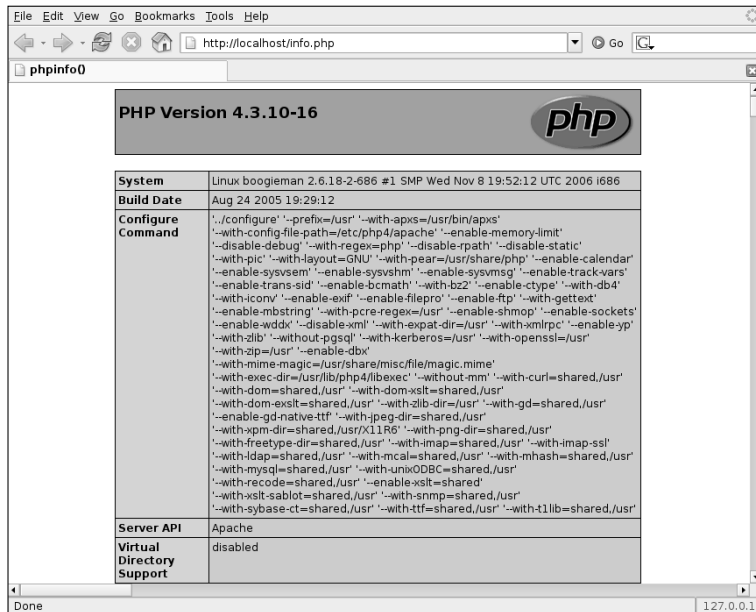 File Edit View Go Bookmarks Tools Help
http://localhost/info.php
Go
G
phpinfo()
PHP Version 4.3.10-16
php
System
Linux boogieman 2.6.18-2-686 #1 SMP Wed Nov 8 19:52:12 UTC 2006 i686
Build Date
Aug 24 2005 19:29:12
Configure
Command
'../configure' '--prefix=/usr' '--with-apxs=/usr/bin/apxs'
'--with-config-file-path=/etc/php4/apache' '--enable-memory-limit'
'--disable-debug' '--with-regex=php' '--disable-rpath' '--disable-static'
'--with-pic' '--with-layout=GNU' '--with-pear=/usr/share/php' '--enable-calendar'
'--enable-sysvsem' '--enable-sysvshm' '--enable-sysvmsg' '--enable-track-vars'
'--enable-trans-sid' '--enable-bcmath' '--with-bz2' '--enable-ctype' '--with-db4'
'--with-iconv' '--enable-exif' '--enable-filepro' '--enable-ftp' '--with-gettext'
'--enable-mbstring' '--with-pcre-regex=/usr' '--enable-shmop' '--enable-sockets'
'--enable-wddx' '--disable-xml' '--with-expat-dir=/usr' '--with-xmlrpc' '--enable-yp'
'--with-zlib' '--without-pgsql' '--with-kerberos=/usr' '--with-openssl=/usr'
'--with-zip=/usr' '--enable-dbx'
'--with-mime-magic=/usr/share/misc/file/magic.mime'
'--with-exec-dir=/usr/lib/php4/libexec' '--without-mm' '--with-curl=shared,/usr'
'--with-dom=shared,/usr' '--with-dom-xslt=shared,/usr'
'--with-dom-exslt=shared,/usr' '--with-zlib-dir=/usr' '--with-gd=shared,/usr'
'--enable-gd-native-ttf' '--with-jpeg-dir=shared,/usr'
'--with-xpm-dir=shared,/usr/X11R6' '--with-png-dir=shared,/usr'
'--with-freetype-dir=shared,/usr' '--with-imap=shared,/usr' '--with-imap-ssl'
'--with-ldap=shared,/usr' '--with-mcal=shared,/usr' '--with-mhash=shared,/usr'
'--with-mysql=shared,/usr' '--with-unixODBC=shared,/usr'
'--with-recode=shared,/usr' '--enable-xslt=shared'
'--with-xslt-sablot=shared,/usr' '--with-snmp=shared,/usr'
'--with-sybase-ct=shared,/usr' '--with-ttf=shared,/usr' '--with-t1lib=shared,/usr'
Server API
Apache
Virtual
Directory
Support
disabled
Done
127.0.0.1